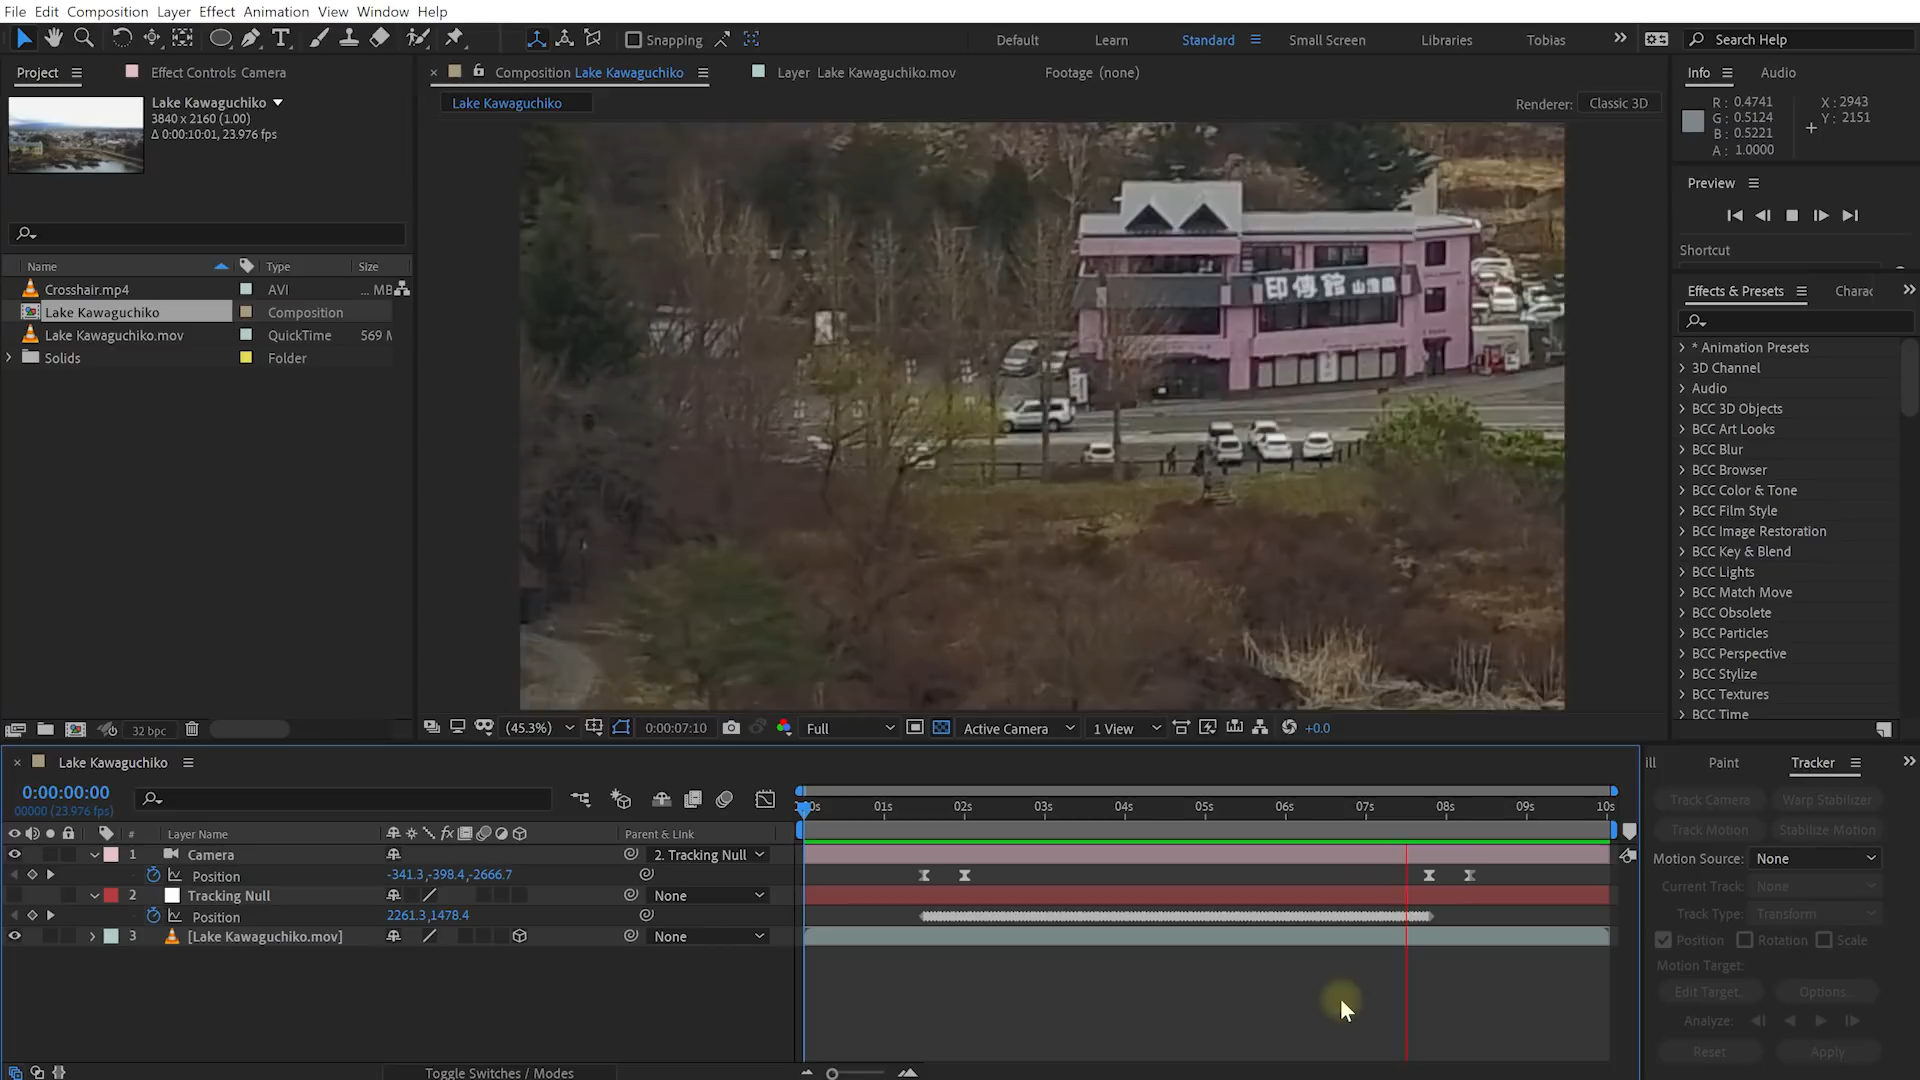 File Edit Composition Layer Effect Animation View Window Help
Snapping
Default Learn Standard Small Screen Libraries Tobias
Search Help
Project
Effect Controls Camera
Composition Lake Kawaguchiko
Layer Lake Kawaguchiko.mov
Footage (none)
Info Audio
Lake Kawaguchiko
3840 x 2160 (1.00)
Δ 0:00:10:01, 23.976 fps
Lake Kawaguchiko
Renderer: Classic 3D
R : 0.4741
G : 0.5124
B : 0.5221
A : 1.0000
X : 2943
Y : 2151
Preview
Shortcut
Name Type Size
Crosshair.mp4 AVI ... MB
Lake Kawaguchiko Composition
Lake Kawaguchiko.mov QuickTime 569 M
Solids Folder
印傳館
Effects & Presets Charac
* Animation Presets
3D Channel
Audio
BCC 3D Objects
BCC Art Looks
BCC Blur
BCC Browser
BCC Color & Tone
BCC Film Style
BCC Image Restoration
BCC Key & Blend
BCC Lights
BCC Match Move
BCC Obsolete
BCC Particles
BCC Perspective
BCC Stylize
BCC Textures
BCC Time
32 bpc
(45.3%) 0:00:07:10 Full Active Camera 1 View +0.0
Lake Kawaguchiko
0:00:00:00
00000 (23.976 fps)
01s 02s 03s 04s 05s 06s 07s 08s 09s 10s
# Layer Name Parent & Link
1 Camera 2. Tracking Null
Position -341.3,-398.4,-2666.7
2 Tracking Null None
Position 2261.3,1478.4
3 [Lake Kawaguchiko.mov] None
Toggle Switches / Modes
ill Paint Tracker
Track Camera Warp Stabilizer
Track Motion Stabilize Motion
Motion Source: None
Current Track: None
Track Type: Transform
Position Rotation Scale
Motion Target:
Edit Target... Options...
Analyze:
Reset Apply